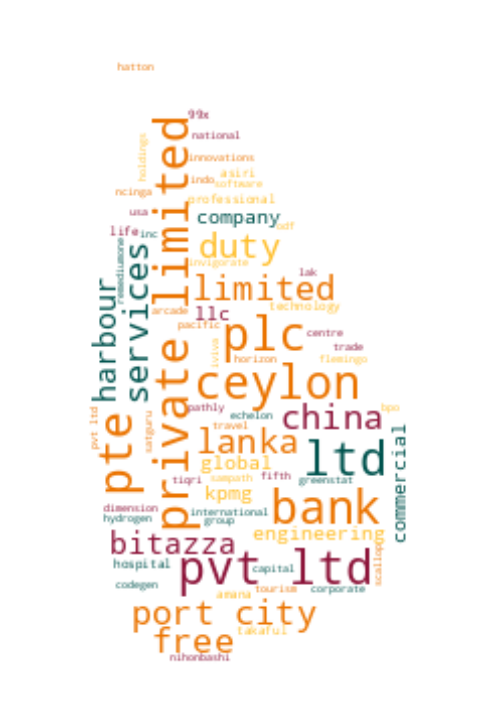 hatton
99x
national
private limited
holdings
innovations
asiri
indo
software
ncinga
professional
usa
company
odf
life
inc
duty
services
remediumone
invigorate
lak
harbour
limited
technology
arcade
llc
pacific
plc
centre
iviva
trade
horizon
flemingo
ceylon
pathly
echelon
china
bpo
pvt ltd
satguru
travel
pte
lanka
ltd
commercial
global
tiqri
sampath
fifth
greenstat
kpmg
bank
dimension
hydrogen
international
group
engineering
bitazza
scalloppy
hospital
pvt ltd
capital
codegen
tourism
corporate
amana
port city
free
takaful
nihonbashi